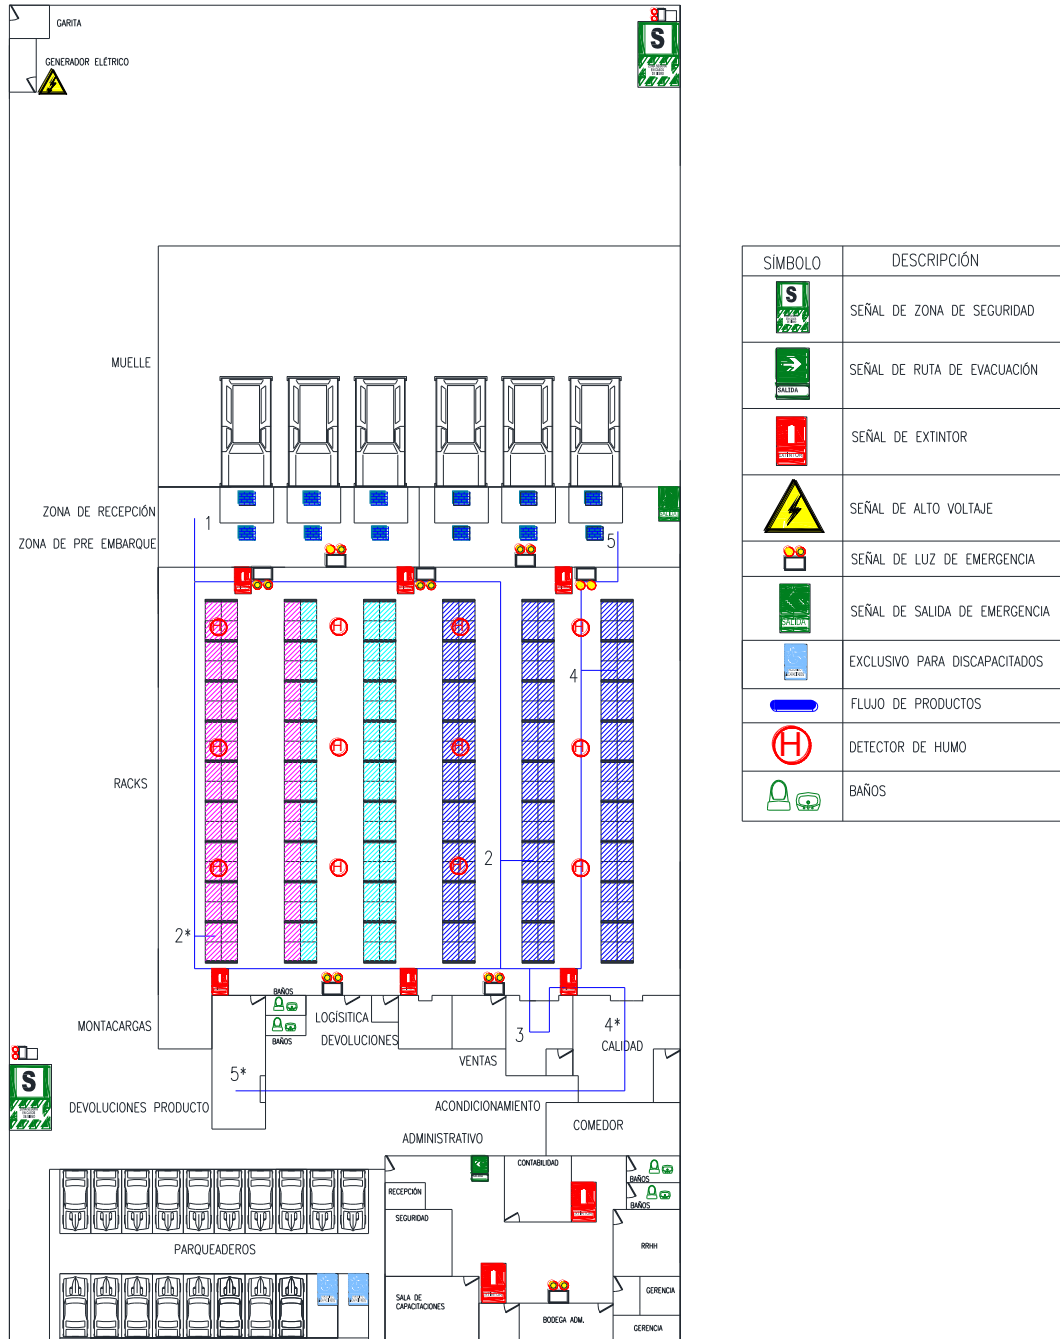 GARITA
GENERADOR ELÉTRICO
S
MUELLE
ZONA DE RECEPCIÓN
1
ZONA DE PRE EMBARQUE
5
H H H H
4
H H H H
RACKS
2
H H H H
2*
BAÑOS
LOGÍSITICA
MONTACARGAS
BAÑOS
DEVOLUCIONES
3
4*
CALIDAD
VENTAS
5*
S
DEVOLUCIONES PRODUCTO
ACONDICIONAMIENTO
COMEDOR
ADMINISTRATIVO
CONTABILIDAD
BAÑOS
RECEPCIÓN
BAÑOS
SEGURIDAD
PARQUEADEROS
RRHH
SALA DE
CAPACITACIONES
GERENCIA
BODEGA ADM.
GERENCIA
SÍMBOLO DESCRIPCIÓN
S SEÑAL DE ZONA DE SEGURIDAD
SALIDA SEÑAL DE RUTA DE EVACUACIÓN
EXTINTOR SEÑAL DE EXTINTOR
SEÑAL DE ALTO VOLTAJE
SEÑAL DE LUZ DE EMERGENCIA
SALIDA SEÑAL DE SALIDA DE EMERGENCIA
EXCLUSIVO PARA DISCAPACITADOS
FLUJO DE PRODUCTOS
H DETECTOR DE HUMO
BAÑOS